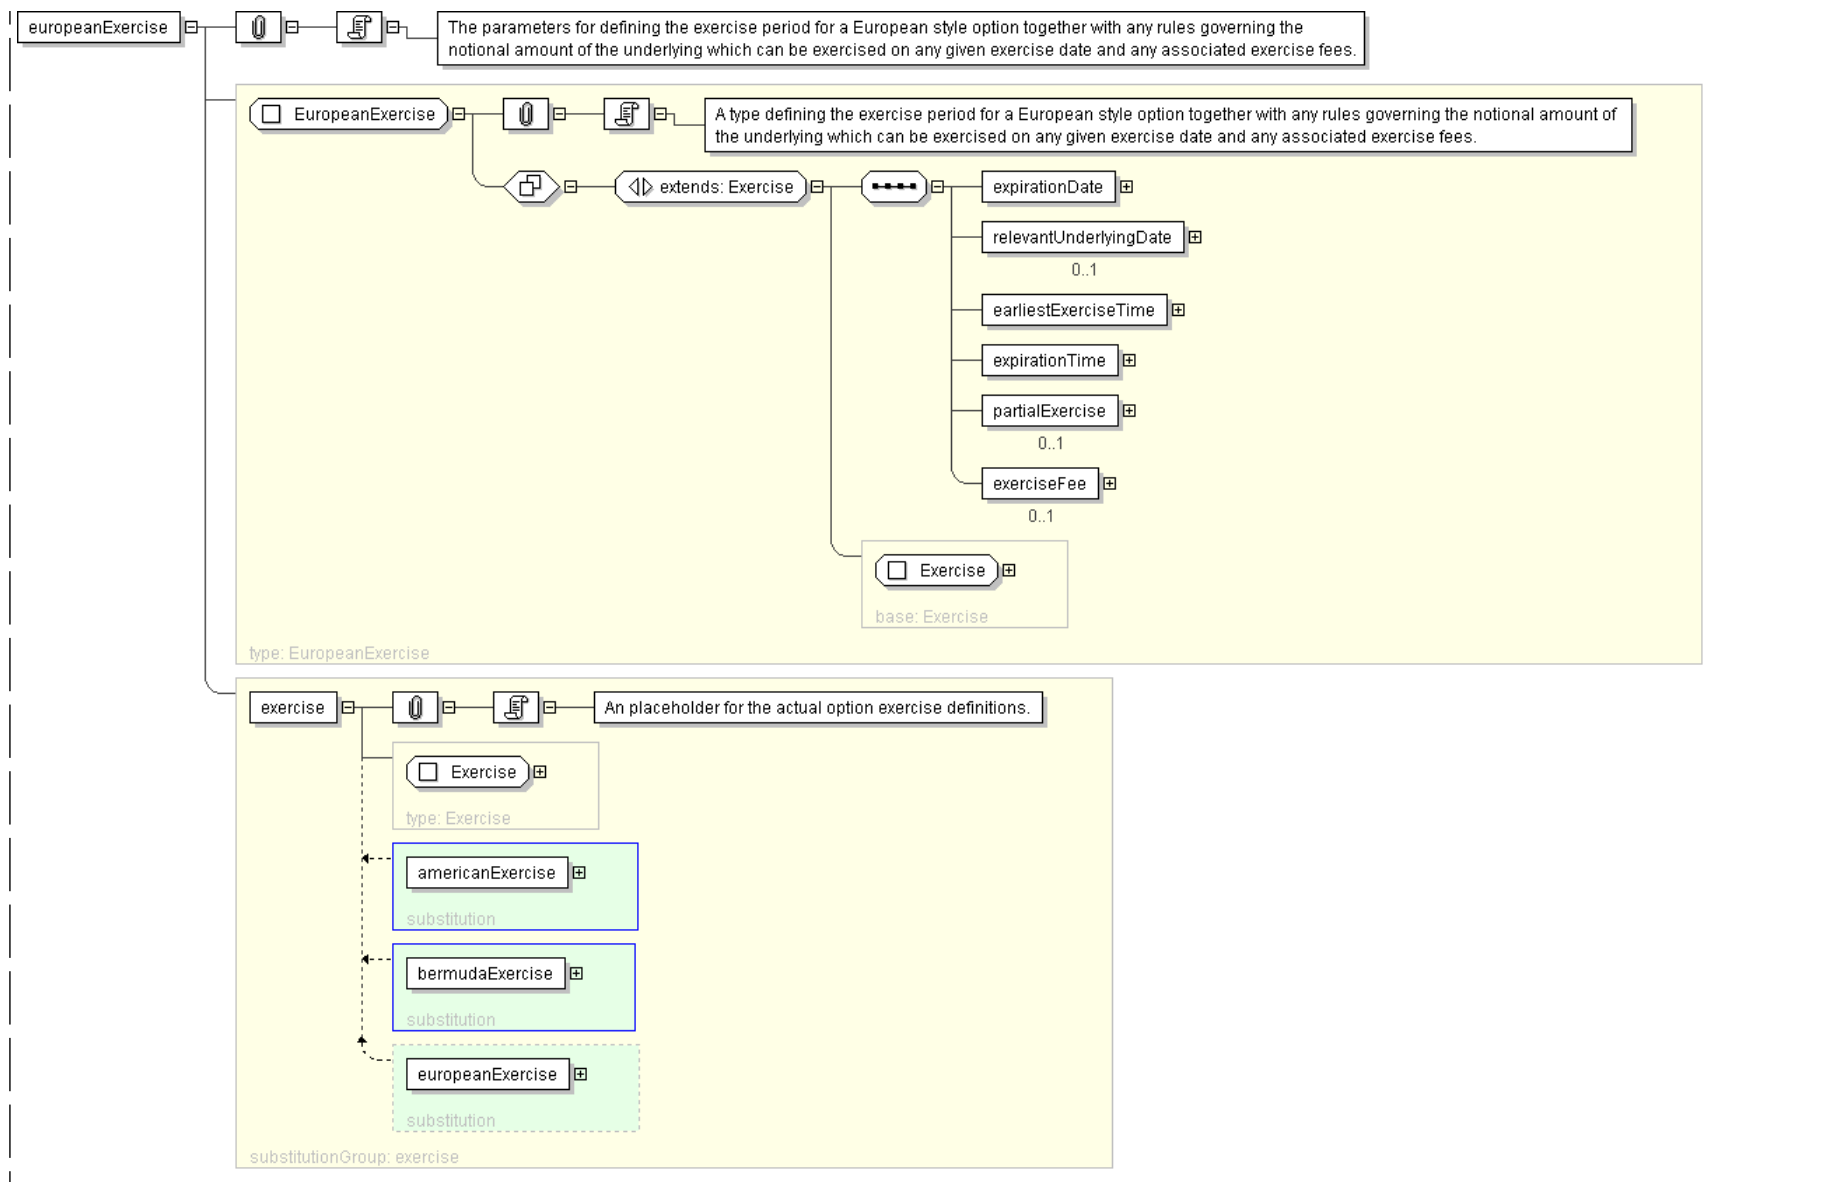 europeanExercise
The parameters for defining the exercise period for a European style option together with any rules governing the
notional amount of the underlying which can be exercised on any given exercise date and any associated exercise fees.
EuropeanExercise
A type defining the exercise period for a European style option together with any rules governing the notional amount of
the underlying which can be exercised on any given exercise date and any associated exercise fees.
extends: Exercise
expirationDate
relevantUnderlyingDate
0..1
earliestExerciseTime
expirationTime
partialExercise
0..1
exerciseFee
0..1
Exercise
base: Exercise
type: EuropeanExercise
exercise
An placeholder for the actual option exercise definitions.
Exercise
type: Exercise
americanExercise
substitution
bermudaExercise
substitution
europeanExercise
substitution
substitutionGroup: exercise